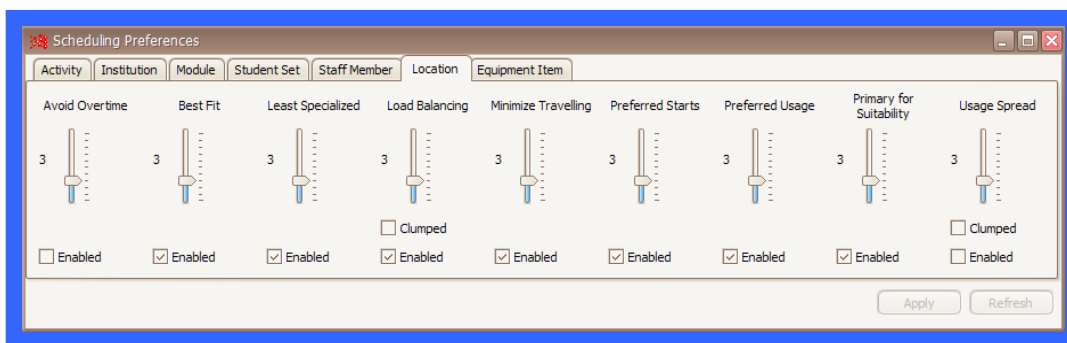 Scheduling Preferences
Activity Institution Module Student Set Staff Member Location Equipment Item
Avoid Overtime Best Fit Least Specialized Load Balancing Minimize Travelling Preferred Starts Preferred Usage Primary for Suitability Usage Spread
3 3 3 3 3 3 3 3 3
Clumped Clumped
Enabled Enabled Enabled Enabled Enabled Enabled Enabled Enabled Enabled
Apply Refresh